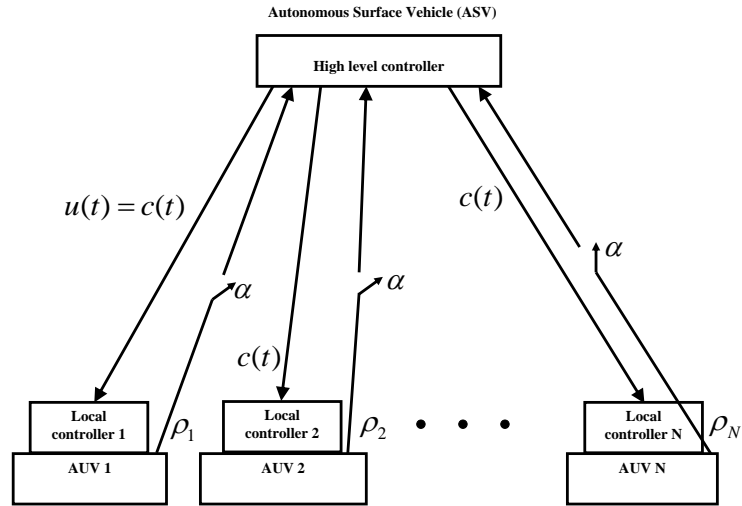 Autonomous Surface Vehicle (ASV)
High level controller
u(t) = c(t)
c(t)
α
α
α
c(t)
Local
controller 1
ρ₁
Local
controller 2
ρ₂
Local
controller N
ρ_N
AUV 1
AUV 2
AUV N